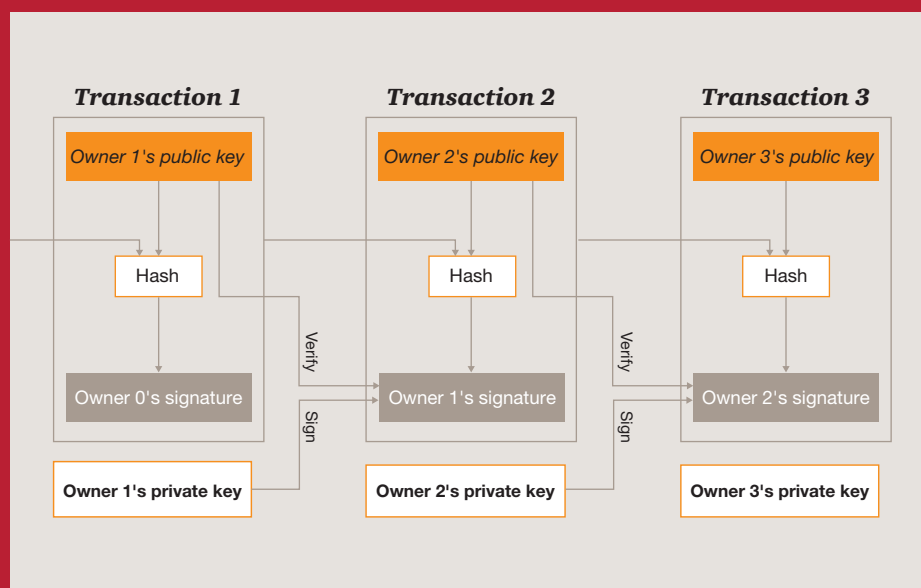 Transaction 1
Transaction 2
Transaction 3
Owner 1's public key
Owner 2's public key
Owner 3's public key
Hash
Hash
Hash
Verify
Verify
Owner 0's signature
Owner 1's signature
Owner 2's signature
Sign
Sign
Owner 1's private key
Owner 2's private key
Owner 3's private key